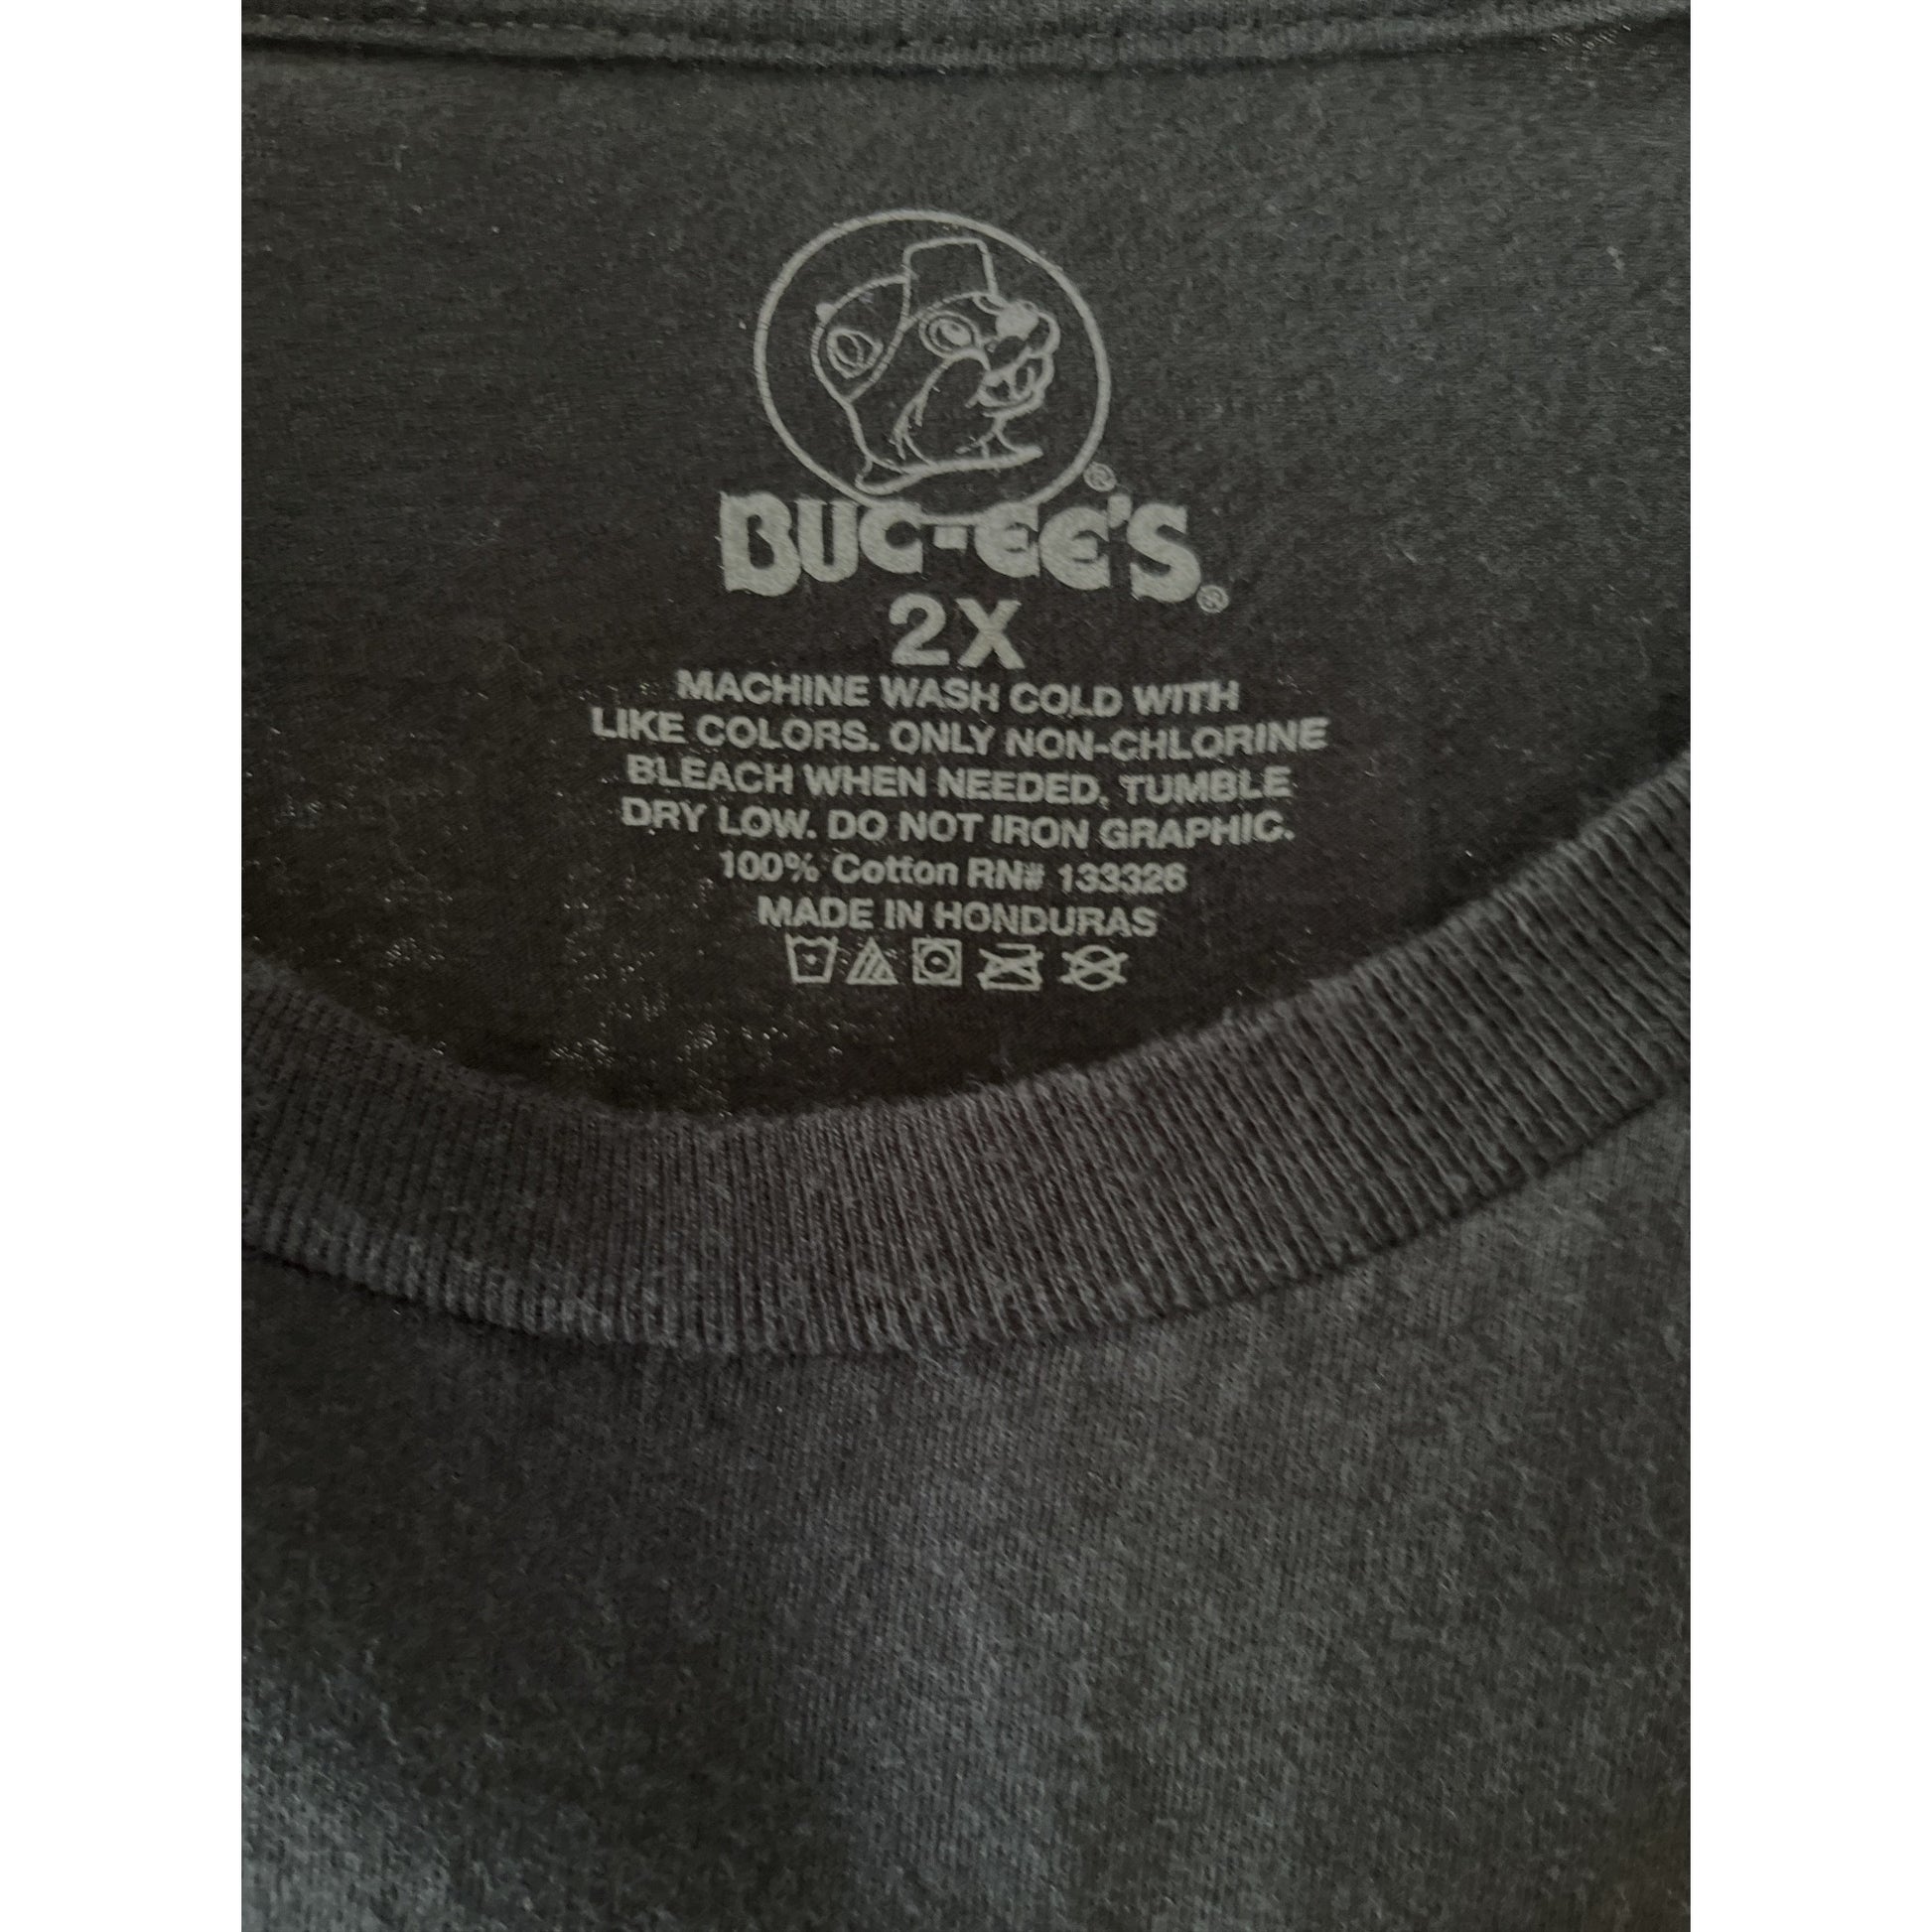 ®
BUC-EE'S®
2X
MACHINE WASH COLD WITH
LIKE COLORS. ONLY NON-CHLORINE
BLEACH WHEN NEEDED. TUMBLE
DRY LOW. DO NOT IRON GRAPHIC.
100% Cotton RN# 133326
MADE IN HONDURAS